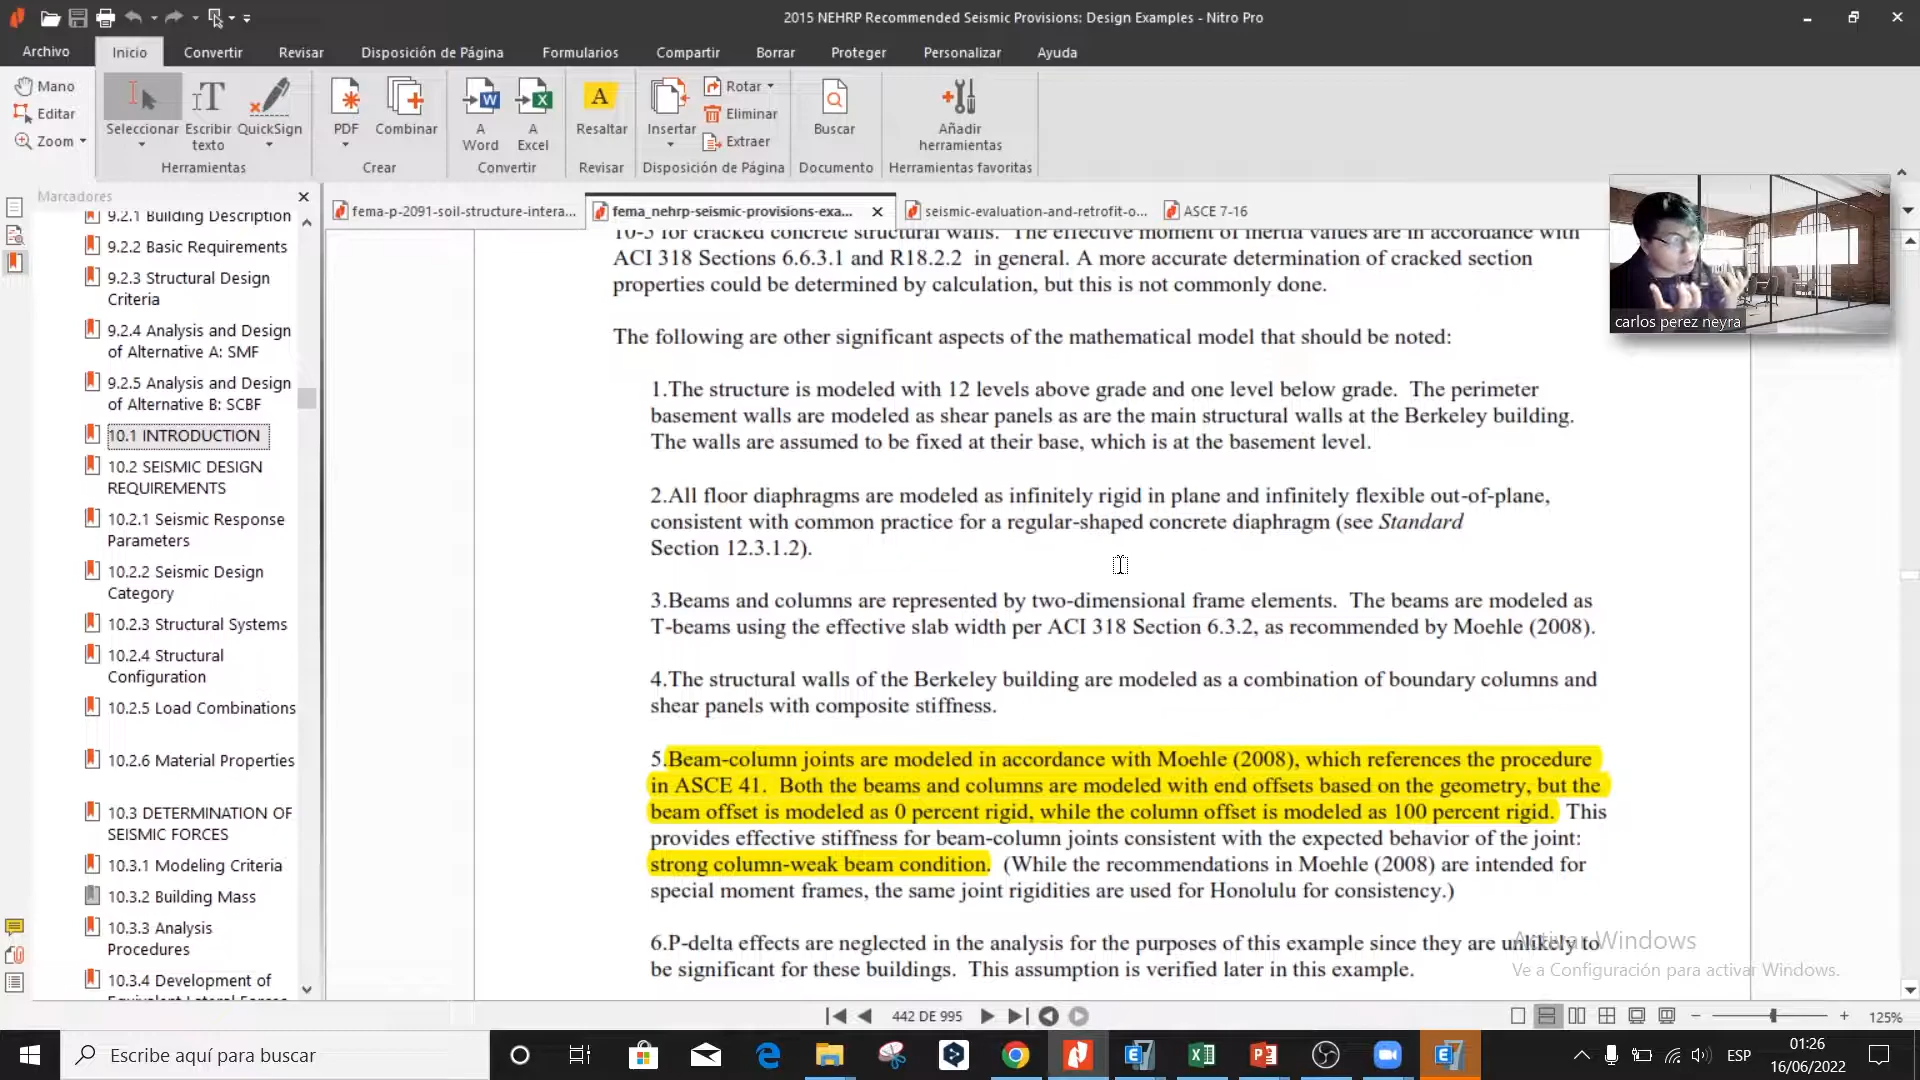 2015 NEHRP Recommended Seismic Provisions: Design Examples - Nitro Pro
Archivo Inicio Convertir Revisar Disposición de Página Formularios Compartir Borrar Proteger Personalizar Ayuda
Mano
Editar
Zoom
Seleccionar
Escribir texto
QuickSign
Herramientas
PDF
Combinar
Crear
A Word
A Excel
Convertir
Resaltar
Revisar
Insertar
Rotar
Eliminar
Extraer
Disposición de Página
Buscar
Documento
Añadir herramientas
Herramientas favoritas
Marcadores
fema-p-2091-soil-structure-intera...
fema_nehrp-seismic-provisions-exa...
seismic-evaluation-and-retrofit-o...
ASCE 7-16
9.2.1 Building Description
9.2.2 Basic Requirements
9.2.3 Structural Design
Criteria
9.2.4 Analysis and Design
of Alternative A: SMF
9.2.5 Analysis and Design
of Alternative B: SCBF
10.1 INTRODUCTION
10.2 SEISMIC DESIGN
REQUIREMENTS
10.2.1 Seismic Response
Parameters
10.2.2 Seismic Design
Category
10.2.3 Structural Systems
10.2.4 Structural
Configuration
10.2.5 Load Combinations
10.2.6 Material Properties
10.3 DETERMINATION OF
SEISMIC FORCES
10.3.1 Modeling Criteria
10.3.2 Building Mass
10.3.3 Analysis
Procedures
10.3.4 Development of
Equivalent Lateral Forces
10-3 for cracked concrete structural walls. The effective moment of inertia values are in accordance with
ACI 318 Sections 6.6.3.1 and R18.2.2 in general. A more accurate determination of cracked section
properties could be determined by calculation, but this is not commonly done.
The following are other significant aspects of the mathematical model that should be noted:
1.The structure is modeled with 12 levels above grade and one level below grade. The perimeter
basement walls are modeled as shear panels as are the main structural walls at the Berkeley building.
The walls are assumed to be fixed at their base, which is at the basement level.
2.All floor diaphragms are modeled as infinitely rigid in plane and infinitely flexible out-of-plane,
consistent with common practice for a regular-shaped concrete diaphragm (see Standard
Section 12.3.1.2).
3.Beams and columns are represented by two-dimensional frame elements. The beams are modeled as
T-beams using the effective slab width per ACI 318 Section 6.3.2, as recommended by Moehle (2008).
4.The structural walls of the Berkeley building are modeled as a combination of boundary columns and
shear panels with composite stiffness.
5.Beam-column joints are modeled in accordance with Moehle (2008), which references the procedure
in ASCE 41. Both the beams and columns are modeled with end offsets based on the geometry, but the
beam offset is modeled as 0 percent rigid, while the column offset is modeled as 100 percent rigid. This
provides effective stiffness for beam-column joints consistent with the expected behavior of the joint:
strong column-weak beam condition. (While the recommendations in Moehle (2008) are intended for
special moment frames, the same joint rigidities are used for Honolulu for consistency.)
6.P-delta effects are neglected in the analysis for the purposes of this example since they are unlikely to
be significant for these buildings. This assumption is verified later in this example.
carlos perez neyra
Activar Windows
Ve a Configuración para activar Windows.
442 DE 995
125%
Escribe aquí para buscar
ESP
01:26
16/06/2022